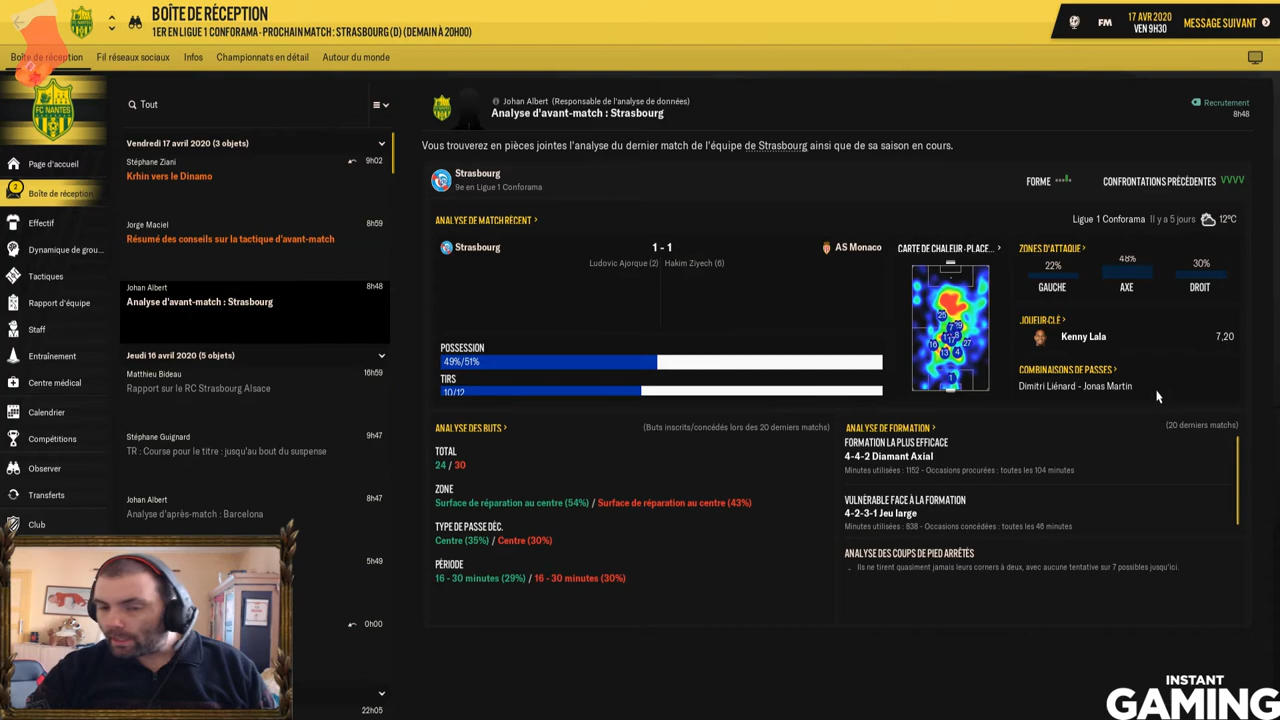 BOÎTE DE RÉCEPTION
1ER EN LIGUE 1 CONFORAMA - PROCHAIN MATCH : STRASBOURG (D) (DEMAIN À 20H00)
FM
17 AVR 2020
VEN 9H30
MESSAGE SUIVANT
Boîte de réception
Fil réseaux sociaux
Infos
Championnats en détail
Autour du monde
FC NANTES
Page d'accueil
2
Boîte de réception
Effectif
Dynamique de grou...
Tactiques
Rapport d'équipe
Staff
Entraînement
Centre médical
Calendrier
Compétitions
Observer
Transferts
Club
Tout
Vendredi 17 avril 2020 (3 objets)
Stéphane Ziani 9h02
Krhin vers le Dinamo
Jorge Maciel 8h59
Résumé des conseils sur la tactique d'avant-match
Johan Albert 8h48
Analyse d'avant-match : Strasbourg
Jeudi 16 avril 2020 (5 objets)
Matthieu Bideau 16h59
Rapport sur le RC Strasbourg Alsace
Stéphane Guignard 9h47
TR : Course pour le titre : jusqu'au bout du suspense
Johan Albert 8h47
Analyse d'après-match : Barcelona
5h49
0h00
22h05
Johan Albert (Responsable de l'analyse de données)
Analyse d'avant-match : Strasbourg
Recrutement
8h48
Vous trouverez en pièces jointes l'analyse du dernier match de l'équipe de Strasbourg ainsi que de sa saison en cours.
Strasbourg
9e en Ligue 1 Conforama
FORME
CONFRONTATIONS PRÉCÉDENTES VVVV
ANALYSE DE MATCH RÉCENT >
Ligue 1 Conforama Il y a 5 jours 12°C
Strasbourg 1 - 1 AS Monaco
Ludovic Ajorque (2) Hakim Ziyech (6)
POSSESSION
49%/51%
TIRS
10/12
CARTE DE CHALEUR - PLACE... >
ZONES D'ATTAQUE >
22% 48% 30%
GAUCHE AXE DROIT
JOUEUR-CLÉ >
Kenny Lala 7,20
COMBINAISONS DE PASSES >
Dimitri Liénard - Jonas Martin
ANALYSE DES BUTS > (Buts inscrits/concédés lors des 20 derniers matchs)
TOTAL
24 / 30
ZONE
Surface de réparation au centre (54%) / Surface de réparation au centre (43%)
TYPE DE PASSE DÉC.
Centre (35%) / Centre (30%)
PÉRIODE
16 - 30 minutes (29%) / 16 - 30 minutes (30%)
ANALYSE DE FORMATION > (20 derniers matchs)
FORMATION LA PLUS EFFICACE
4-4-2 Diamant Axial
Minutes utilisées : 1152 - Occasions procurées : toutes les 104 minutes
VULNÉRABLE FACE À LA FORMATION
4-2-3-1 Jeu large
Minutes utilisées : 838 - Occasions concédées : toutes les 46 minutes
ANALYSE DES COUPS DE PIED ARRÊTÉS
- Ils ne tirent quasiment jamais leurs corners à deux, avec aucune tentative sur 7 possibles jusqu'ici.
INSTANT
GAMING